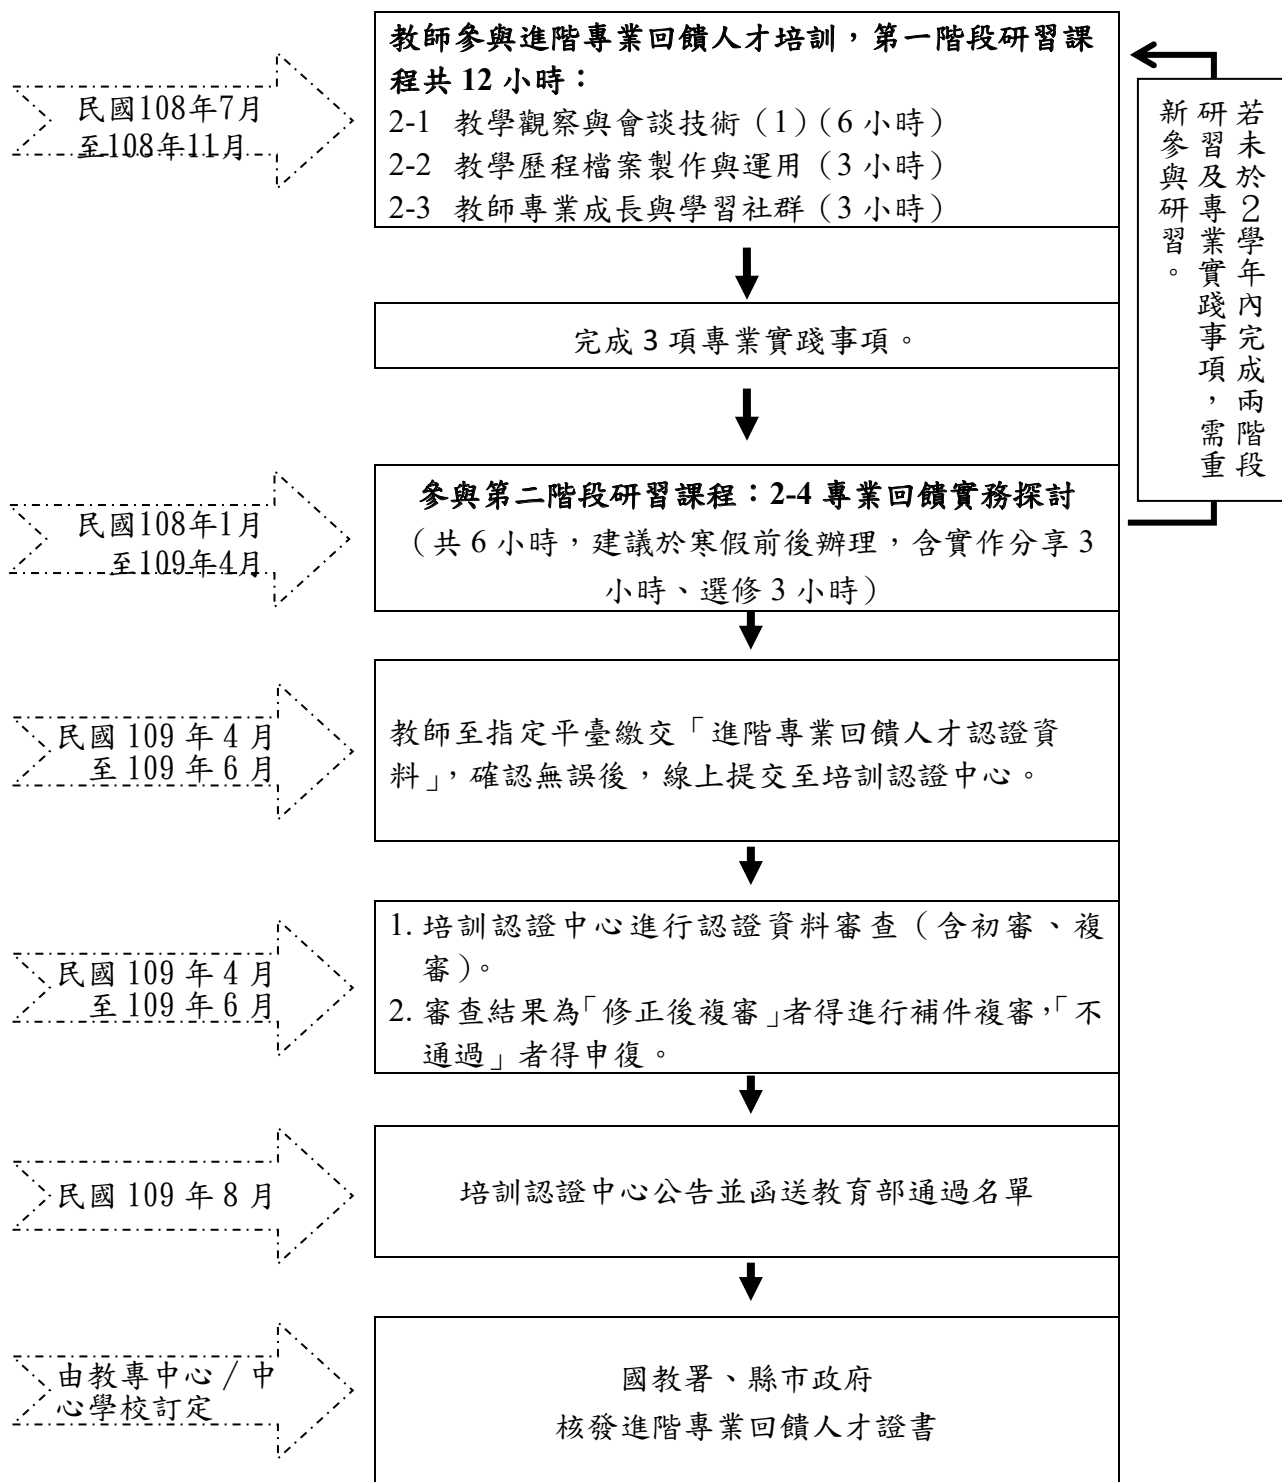 民國108年7月
至108年11月
教師參與進階專業回饋人才培訓，第一階段研習課
程共 12 小時：
2-1 教學觀察與會談技術（1）（6 小時）
2-2 教學歷程檔案製作與運用（3 小時）
2-3 教師專業成長與學習社群（3 小時）
若未於２學年內完成兩階段
研習及專業實踐事項，需重
新參與研習。
完成 3 項專業實踐事項。
民國108年1月
至109年4月
參與第二階段研習課程：2-4 專業回饋實務探討
（共 6 小時，建議於寒假前後辦理，含實作分享 3
小時、選修 3 小時）
民國 109 年 4 月
至 109 年 6 月
教師至指定平臺繳交「進階專業回饋人才認證資
料」，確認無誤後，線上提交至培訓認證中心。
民國 109 年 4 月
至 109 年 6 月
1. 培訓認證中心進行認證資料審查（含初審、複
審）。
2. 審查結果為「修正後複審」者得進行補件複審，「不
通過」者得申復。
民國 109 年 8 月
培訓認證中心公告並函送教育部通過名單
由教專中心／中
心學校訂定
國教署、縣市政府
核發進階專業回饋人才證書